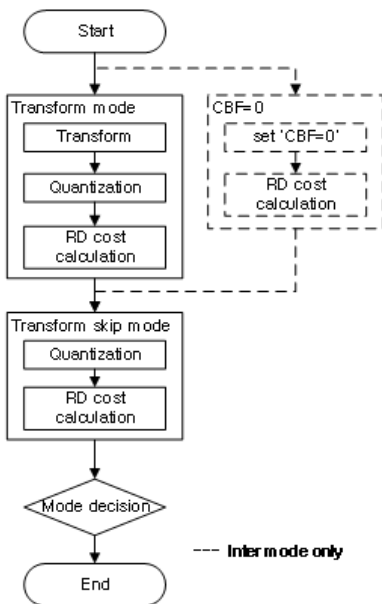 Start
Transform mode
Transform
Quantization
RD cost
calculation
CBF=0
set 'CBF=0'
RD cost
calculation
Transform skip mode
Quantization
RD cost
calculation
Mode decision
End
Inter mode only